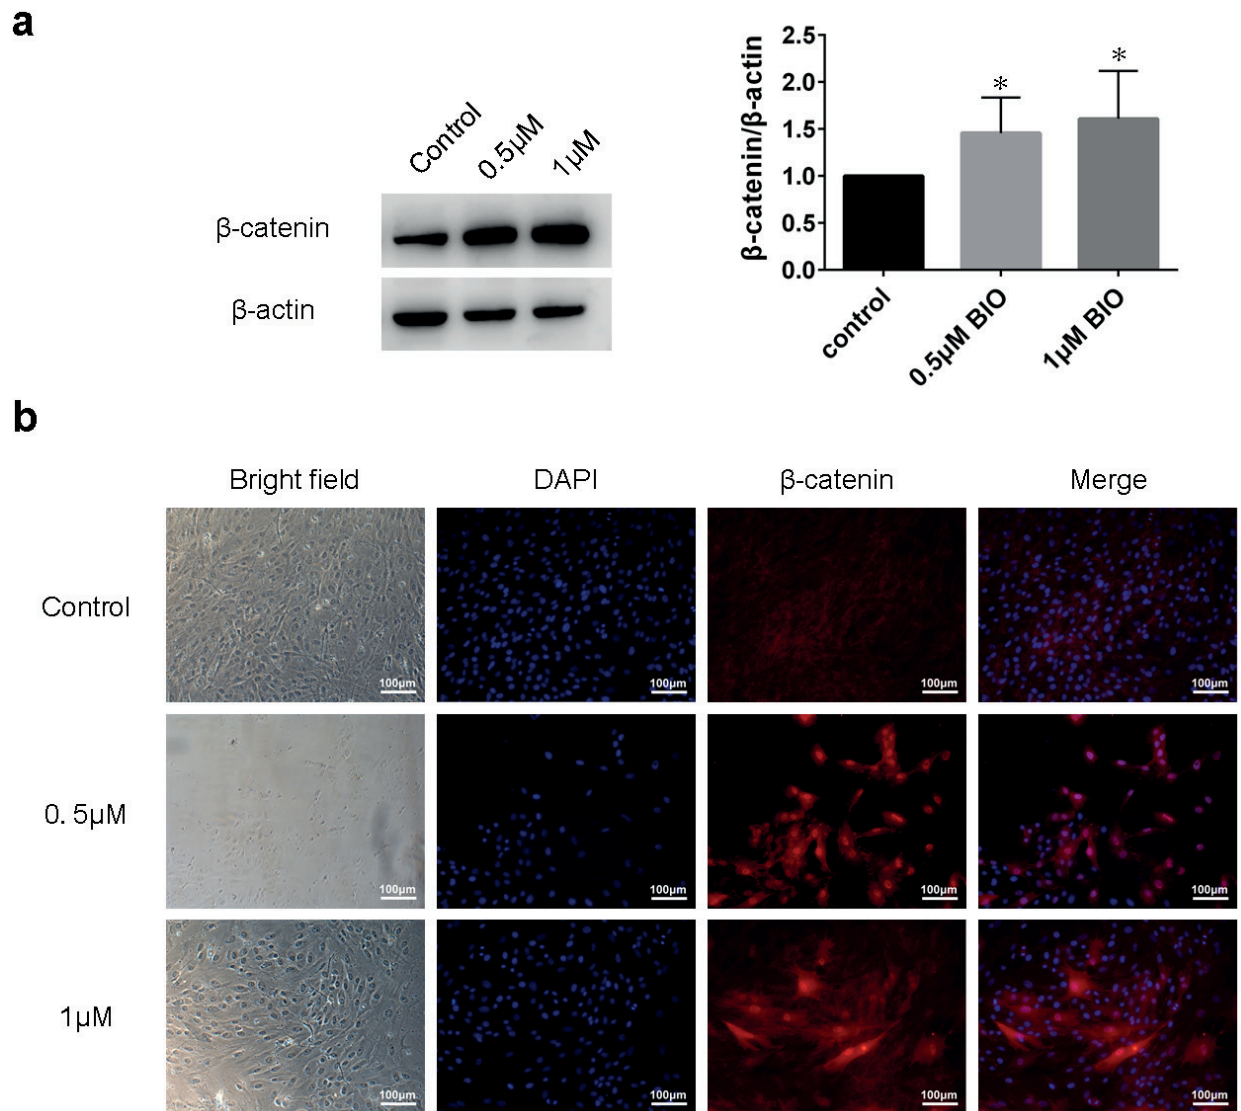 a
Control
0.5µM
1µM
β-catenin
β-actin
β-catenin/β-actin
2.5
2.0
1.5
1.0
0.5
0.0
*
*
control
0.5µM BIO
1µM BIO
b
Bright field
DAPI
β-catenin
Merge
Control
100µm
100µm
100µm
100µm
0. 5µM
100µm
100µm
100µm
100µm
1µM
100µm
100µm
100µm
100µm